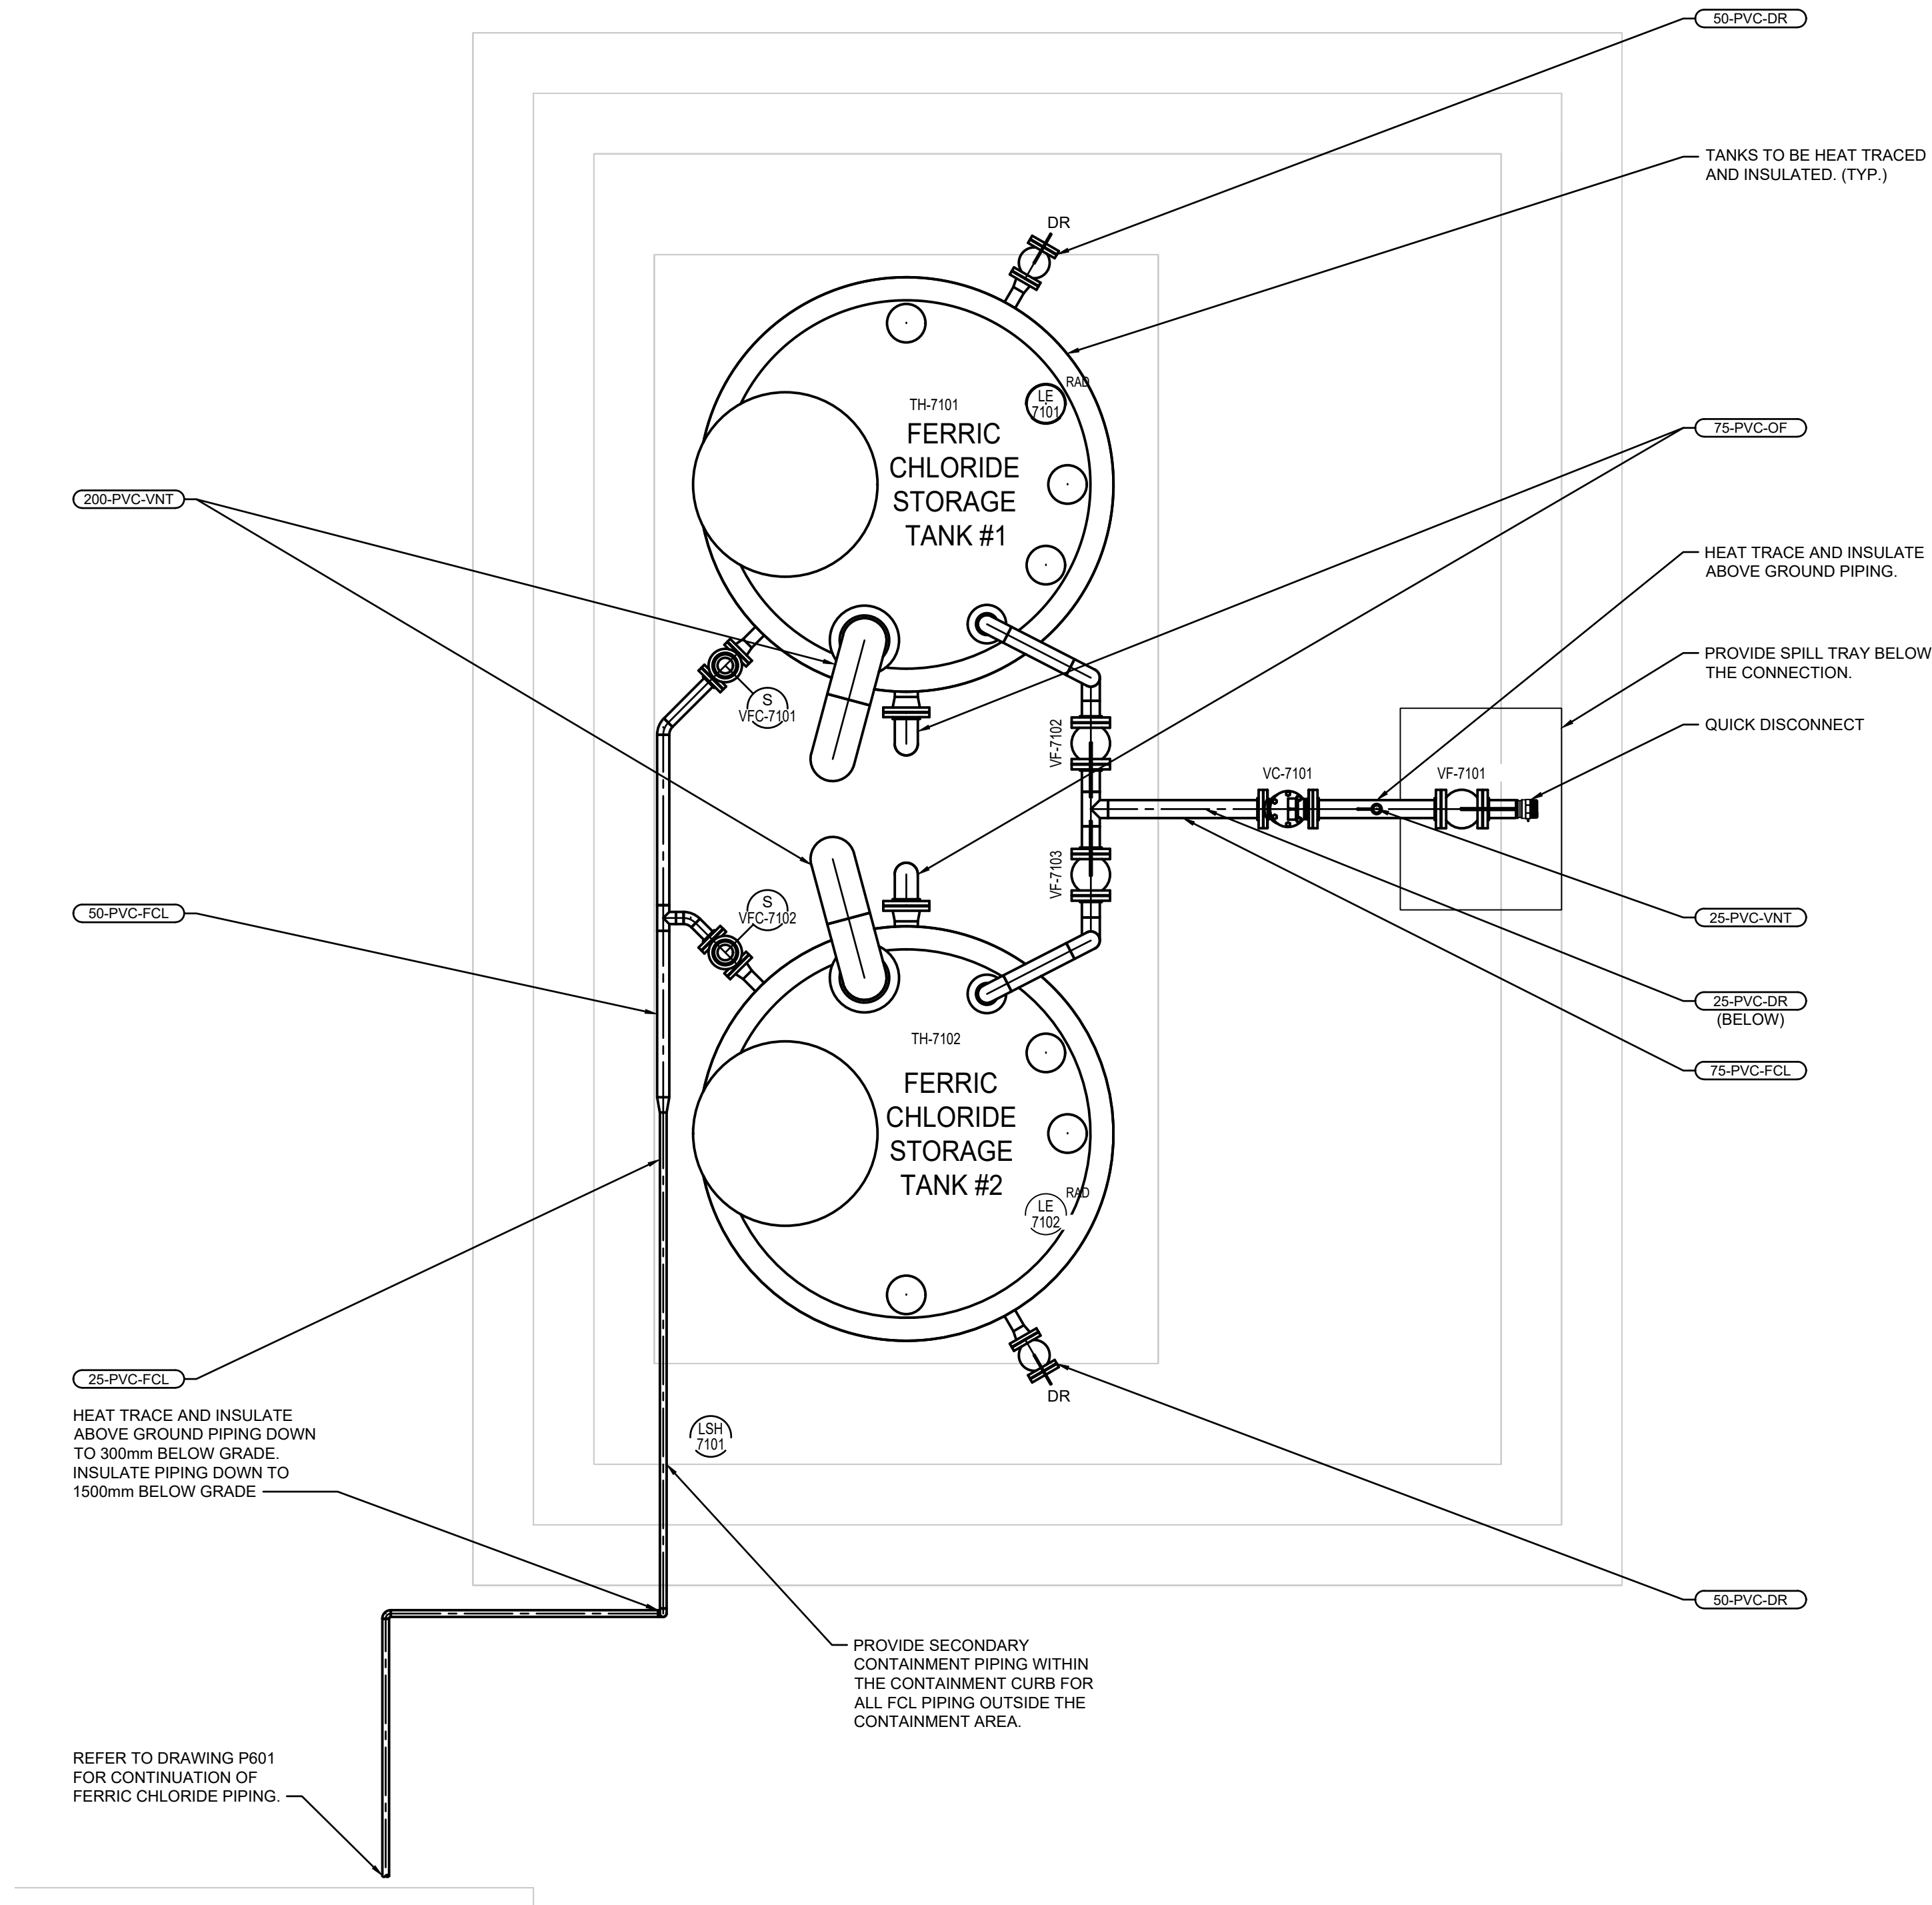 50-PVC-DR
TANKS TO BE HEAT TRACED
AND INSULATED. (TYP.)
DR
RAD
LE
7101
TH-7101
FERRIC
CHLORIDE
STORAGE
TANK #1
75-PVC-OF
200-PVC-VNT
HEAT TRACE AND INSULATE
ABOVE GROUND PIPING.
PROVIDE SPILL TRAY BELOW
THE CONNECTION.
QUICK DISCONNECT
S
VFC-7101
VF-7102
VC-7101
VF-7101
VF-7103
S
VFC-7102
50-PVC-FCL
25-PVC-VNT
25-PVC-DR
(BELOW)
75-PVC-FCL
TH-7102
FERRIC
CHLORIDE
STORAGE
TANK #2
RAD
LE
7102
25-PVC-FCL
HEAT TRACE AND INSULATE
ABOVE GROUND PIPING DOWN
TO 300mm BELOW GRADE.
INSULATE PIPING DOWN TO
1500mm BELOW GRADE
DR
LSH
7101
50-PVC-DR
PROVIDE SECONDARY
CONTAINMENT PIPING WITHIN
THE CONTAINMENT CURB FOR
ALL FCL PIPING OUTSIDE THE
CONTAINMENT AREA.
REFER TO DRAWING P601
FOR CONTINUATION OF
FERRIC CHLORIDE PIPING.